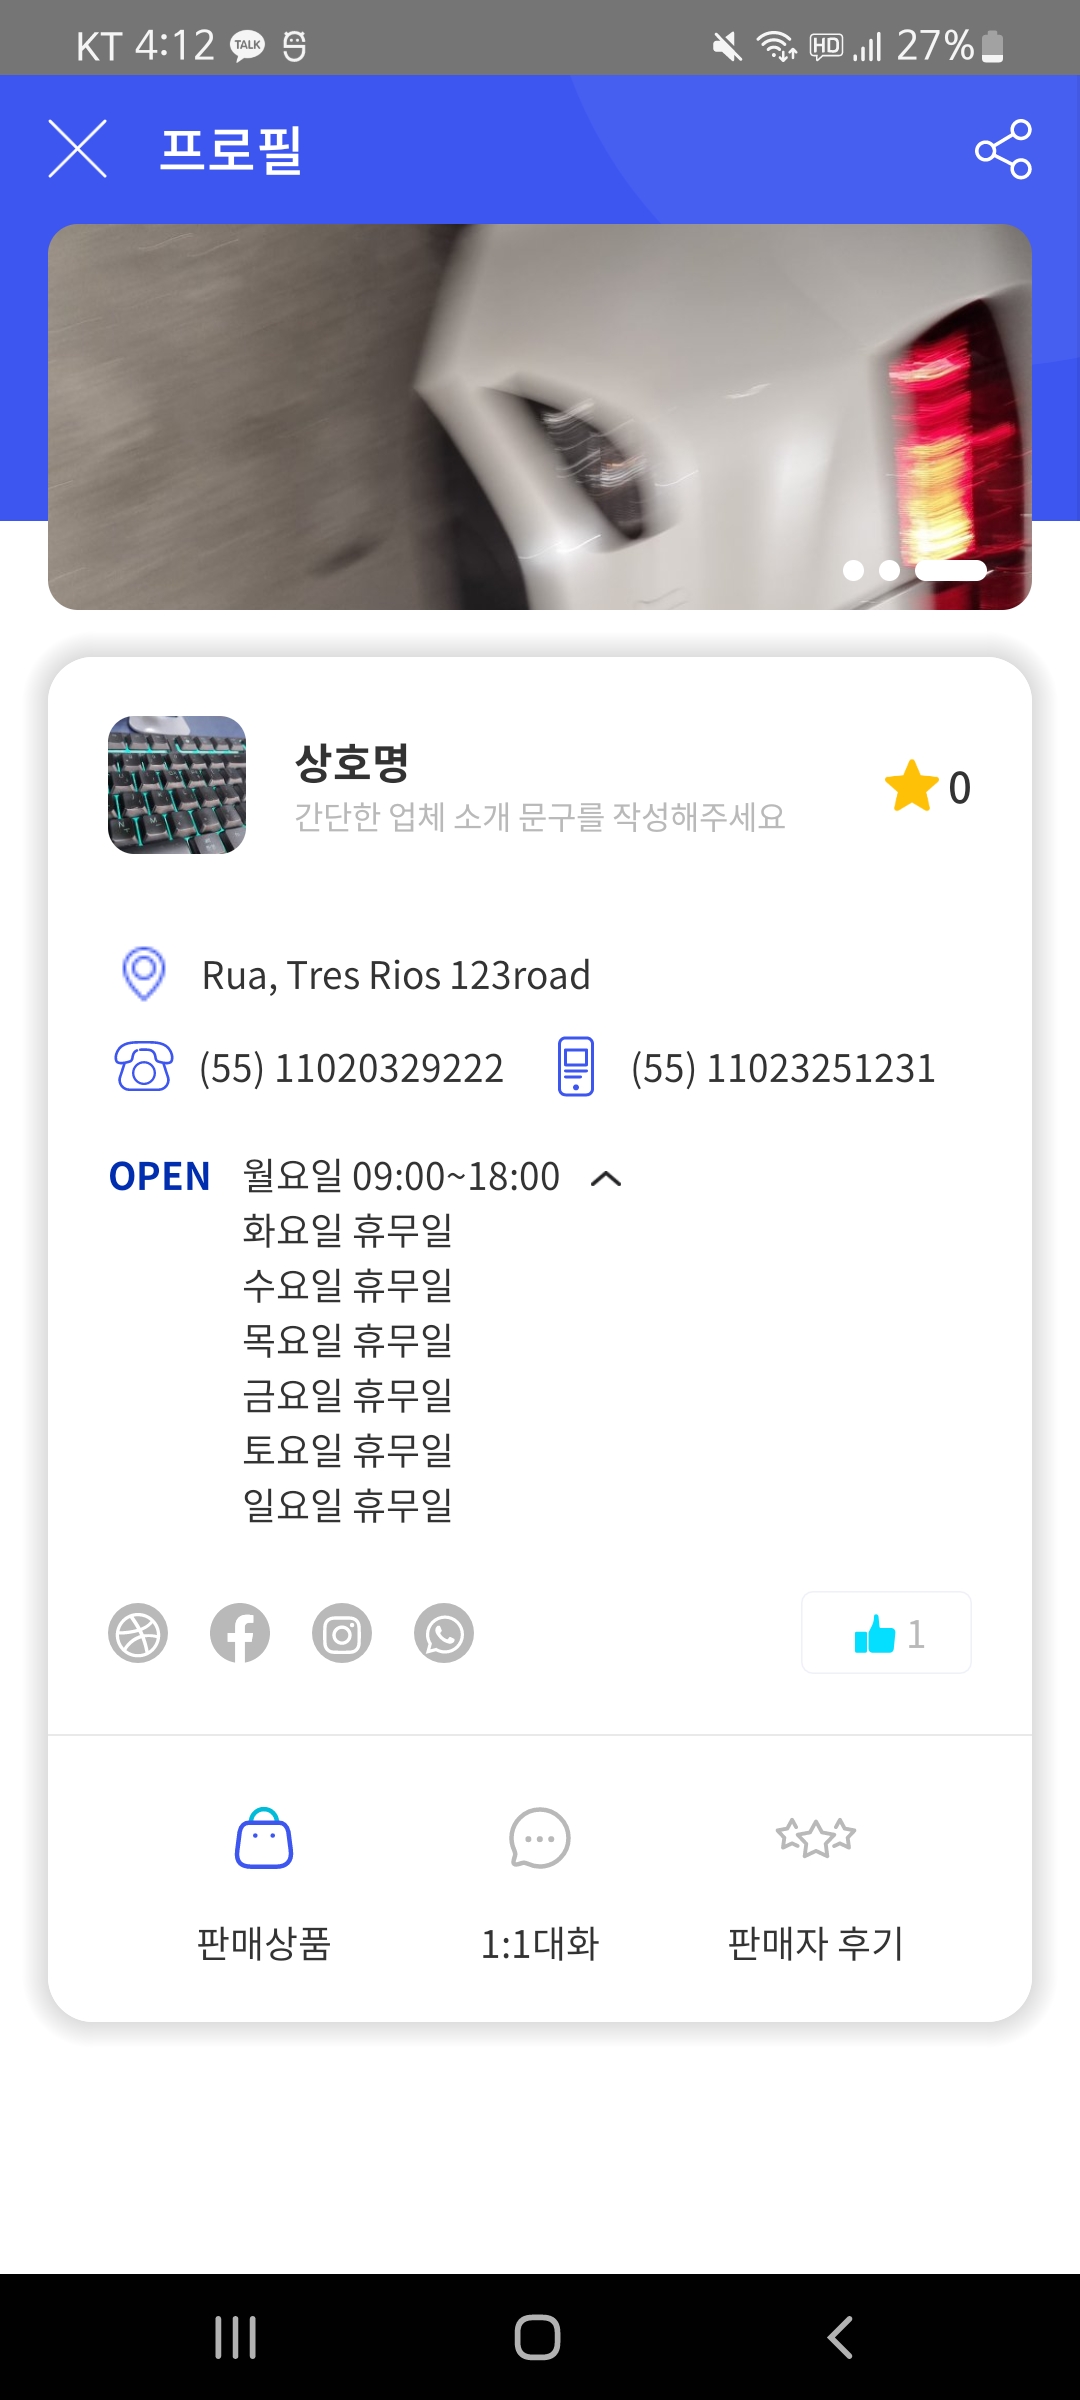 KT 4:12 TALK HD 27%
프로필
상호명
간단한 업체 소개 문구를 작성해주세요
0
Rua, Tres Rios 123road
(55) 11020329222 (55) 11023251231
OPEN 월요일 09:00~18:00
화요일 휴무일
수요일 휴무일
목요일 휴무일
금요일 휴무일
토요일 휴무일
일요일 휴무일
1
판매상품 1:1대화 판매자 후기